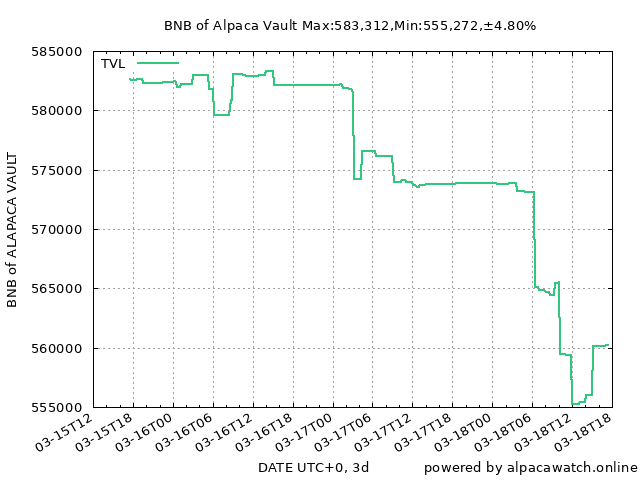 BNB of Alpaca Vault Max:583,312,Min:555,272,±4.80%
TVL
585000
580000
575000
570000
565000
560000
555000
BNB of ALAPACA VAULT
03-15T12
03-15T18
03-16T00
03-16T06
03-16T12
03-16T18
03-17T00
03-17T06
03-17T12
03-17T18
03-18T00
03-18T06
03-18T12
03-18T18
DATE UTC+0, 3d
powered by alpacawatch.online